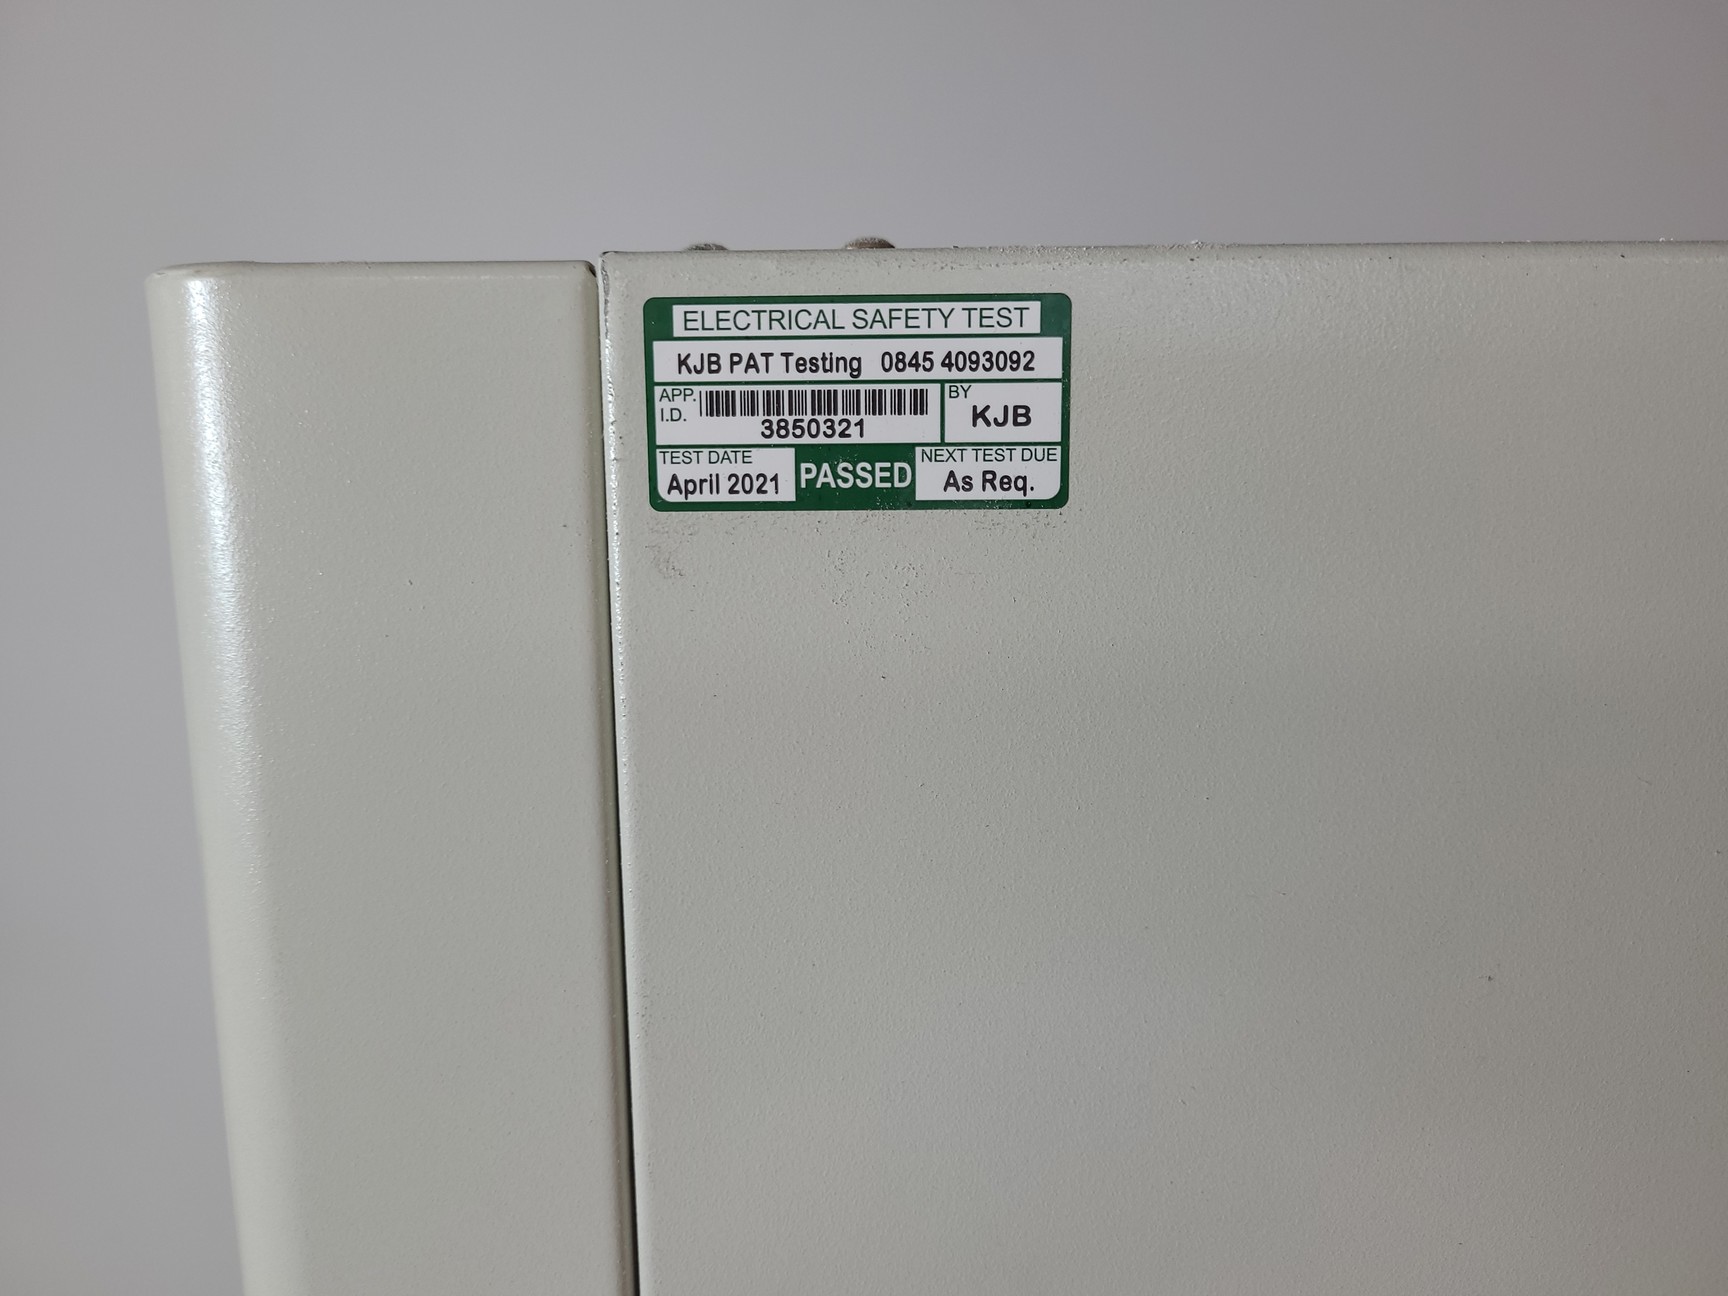 ELECTRICAL SAFETY TEST
KJB PAT Testing 0845 4093092
APP. I.D.
3850321
BY
KJB
TEST DATE
April 2021
PASSED
NEXT TEST DUE
As Req.